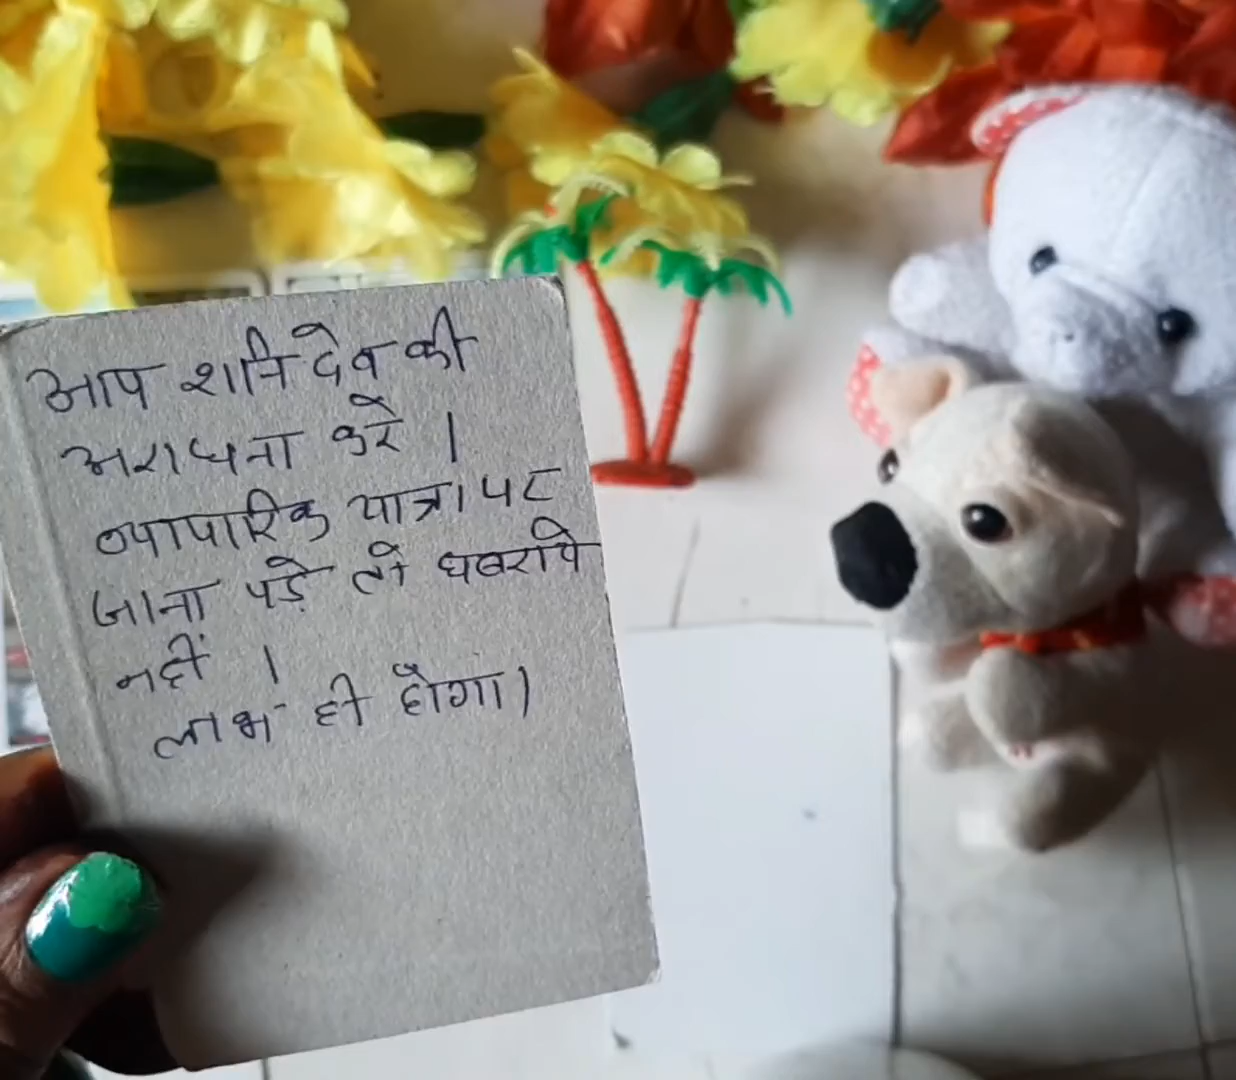 आप शनि देव की
अराधना करे ।
व्यापारिक यात्रा पर
जाना पड़े तो घबराये
नहीं ।
लाभ ही होगा।